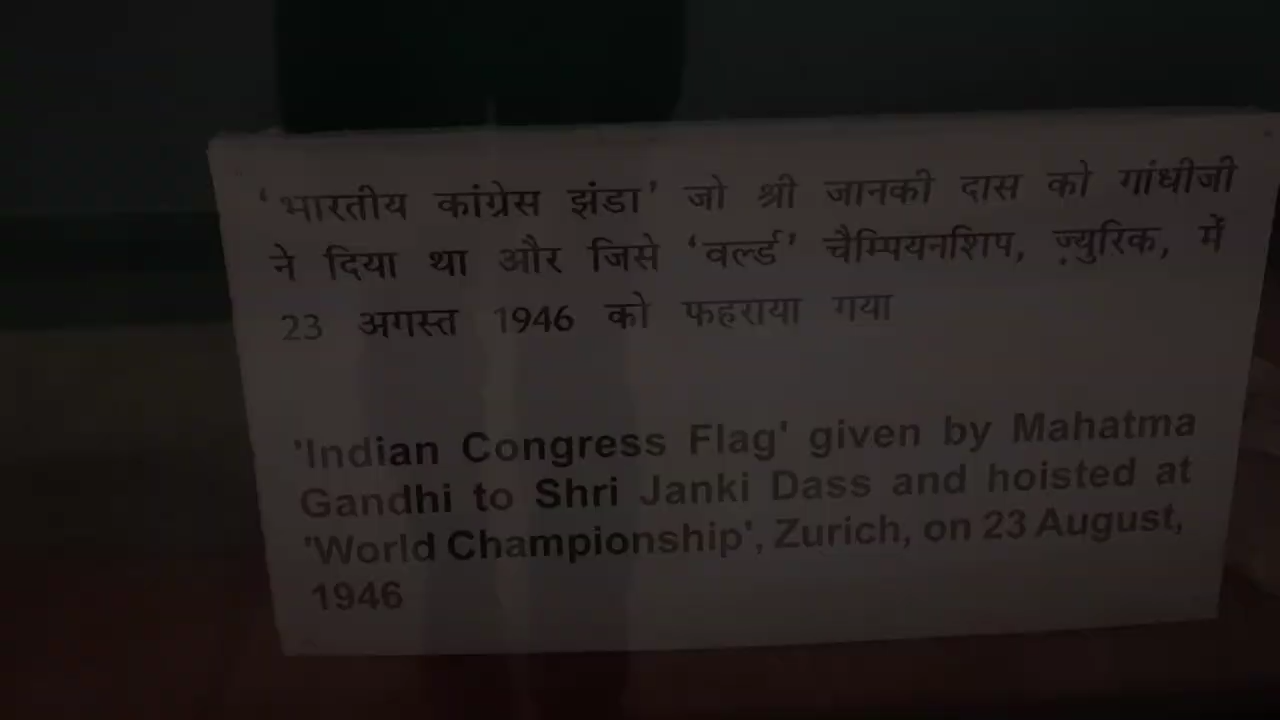 ‘भारतीय कांग्रेस झंडा’ जो श्री जानकी दास को गांधीजी
ने दिया था और जिसे ‘वर्ल्ड’ चैम्पियनशिप, ज़्युरिक, में
23 अगस्त 1946 को फहराया गया
'Indian Congress Flag' given by Mahatma
Gandhi to Shri Janki Dass and hoisted at
'World Championship', Zurich, on 23 August,
1946